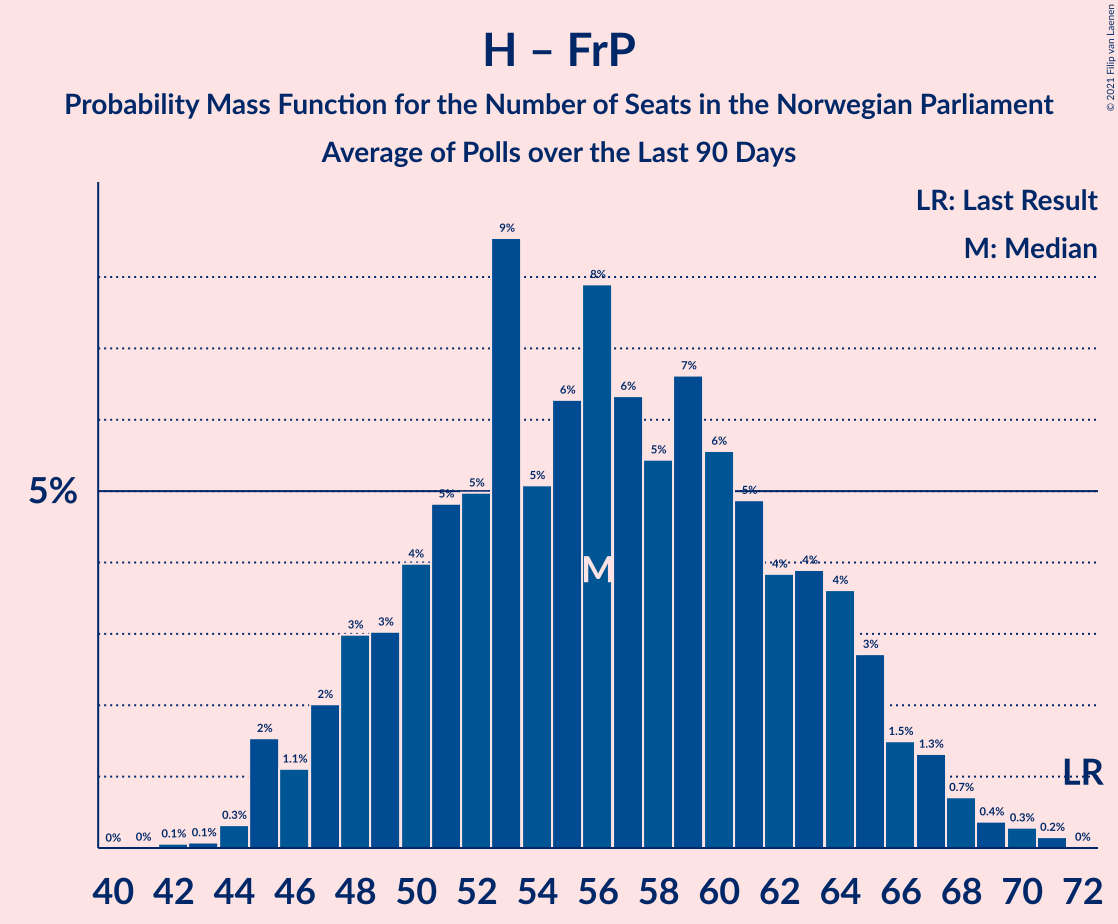 H – FrP
Probability Mass Function for the Number of Seats in the Norwegian Parliament
Average of Polls over the Last 90 Days
© 2021 Filip van Laenen
LR: Last Result
M: Median
5%
0% 0% 0.1% 0.1% 0.3% 2% 1.1% 2% 3% 3% 4% 5% 5% 9% 5% 6% 8% 6% 5% 7% 6% 5% 4% 4% 4% 3% 1.5% 1.3% 0.7% 0.4% 0.3% 0.2% 0%
M
LR
40 42 44 46 48 50 52 54 56 58 60 62 64 66 68 70 72